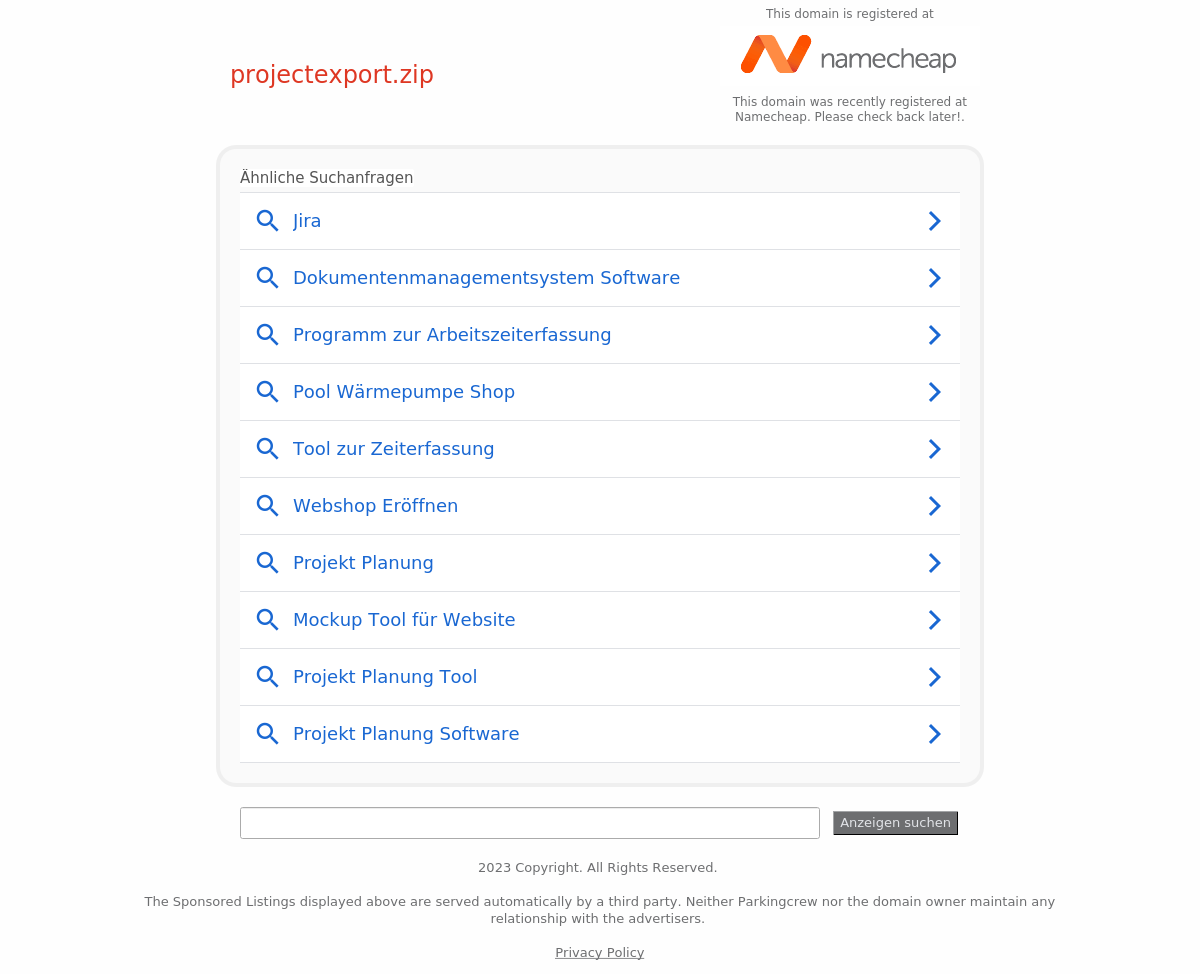 This domain is registered at
namecheap
projectexport.zip
This domain was recently registered at
Namecheap. Please check back later!.
Ähnliche Suchanfragen
Jira
Dokumentenmanagementsystem Software
Programm zur Arbeitszeiterfassung
Pool Wärmepumpe Shop
Tool zur Zeiterfassung
Webshop Eröffnen
Projekt Planung
Mockup Tool für Website
Projekt Planung Tool
Projekt Planung Software
Anzeigen suchen
2023 Copyright. All Rights Reserved.
The Sponsored Listings displayed above are served automatically by a third party. Neither Parkingcrew nor the domain owner maintain any
relationship with the advertisers.
Privacy Policy